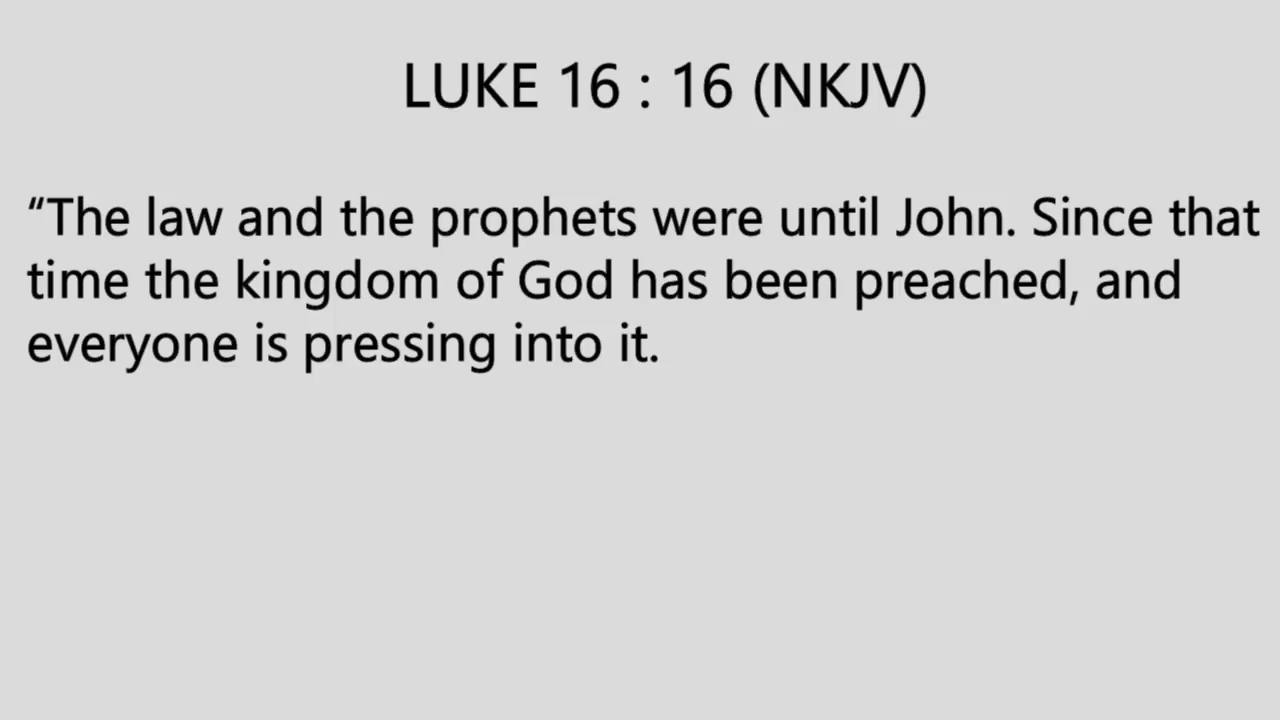 LUKE 16 : 16 (NKJV)
“The law and the prophets were until John. Since that
time the kingdom of God has been preached, and
everyone is pressing into it.